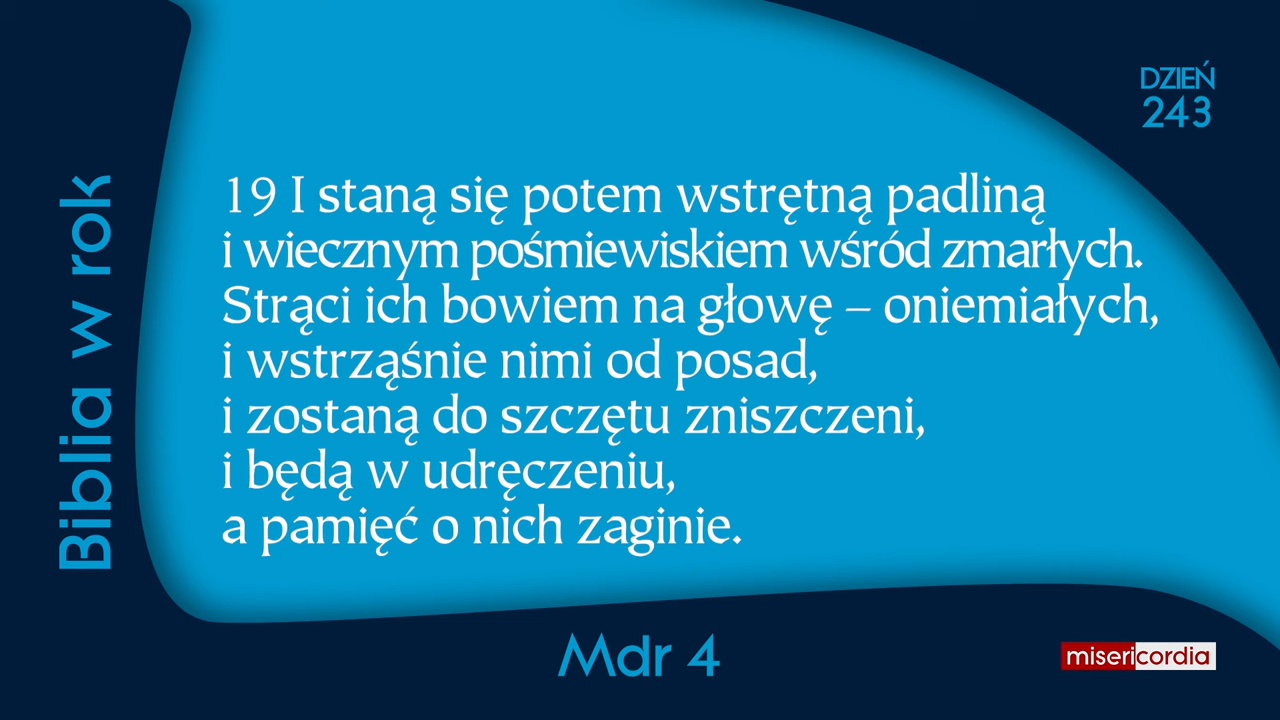 DZIEŃ
243
Biblia w rok
19 I staną się potem wstrętną padliną
i wiecznym pośmiewiskiem wśród zmarłych.
Strąci ich bowiem na głowę – oniemiałych,
i wstrząśnie nimi od posad,
i zostaną do szczętu zniszczeni,
i będą w udręczeniu,
a pamięć o nich zaginie.
Mdr 4
misericordia